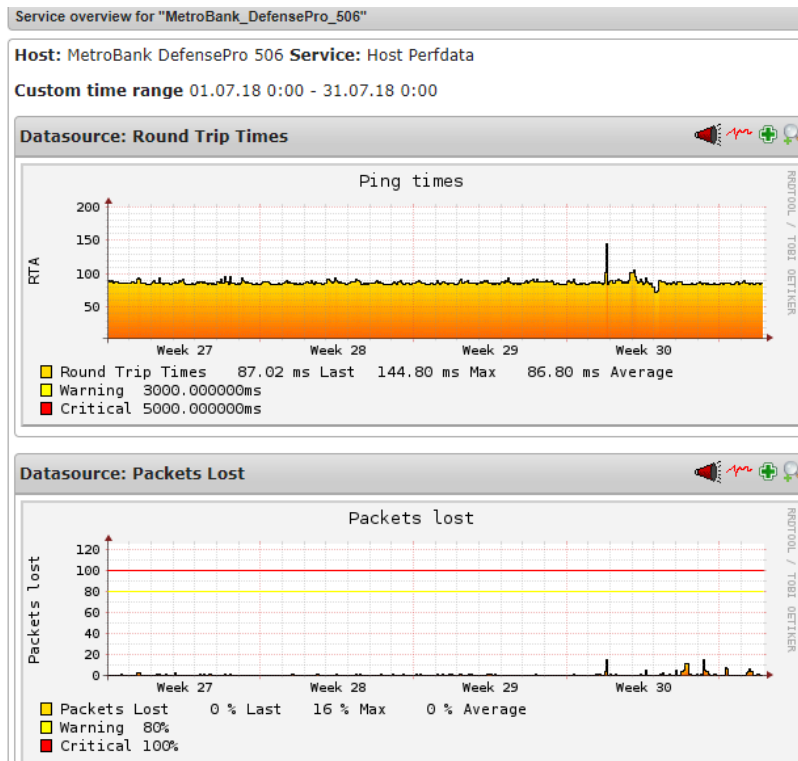 Service overview for "MetroBank_DefensePro_506"
Host: MetroBank DefensePro 506 Service: Host Perfdata
Custom time range 01.07.18 0:00 - 31.07.18 0:00
Datasource: Round Trip Times
Ping times
RTA
200
150
100
50
Week 27 Week 28 Week 29 Week 30
Round Trip Times 87.02 ms Last 144.80 ms Max 86.80 ms Average
Warning 3000.000000ms
Critical 5000.000000ms
RRDTOOL / TOBI OETIKER
Datasource: Packets Lost
Packets lost
Packets lost
120
100
80
60
40
20
0
Week 27 Week 28 Week 29 Week 30
Packets Lost 0 % Last 16 % Max 0 % Average
Warning 80%
Critical 100%
RRDTOOL / TOBI OETIKER